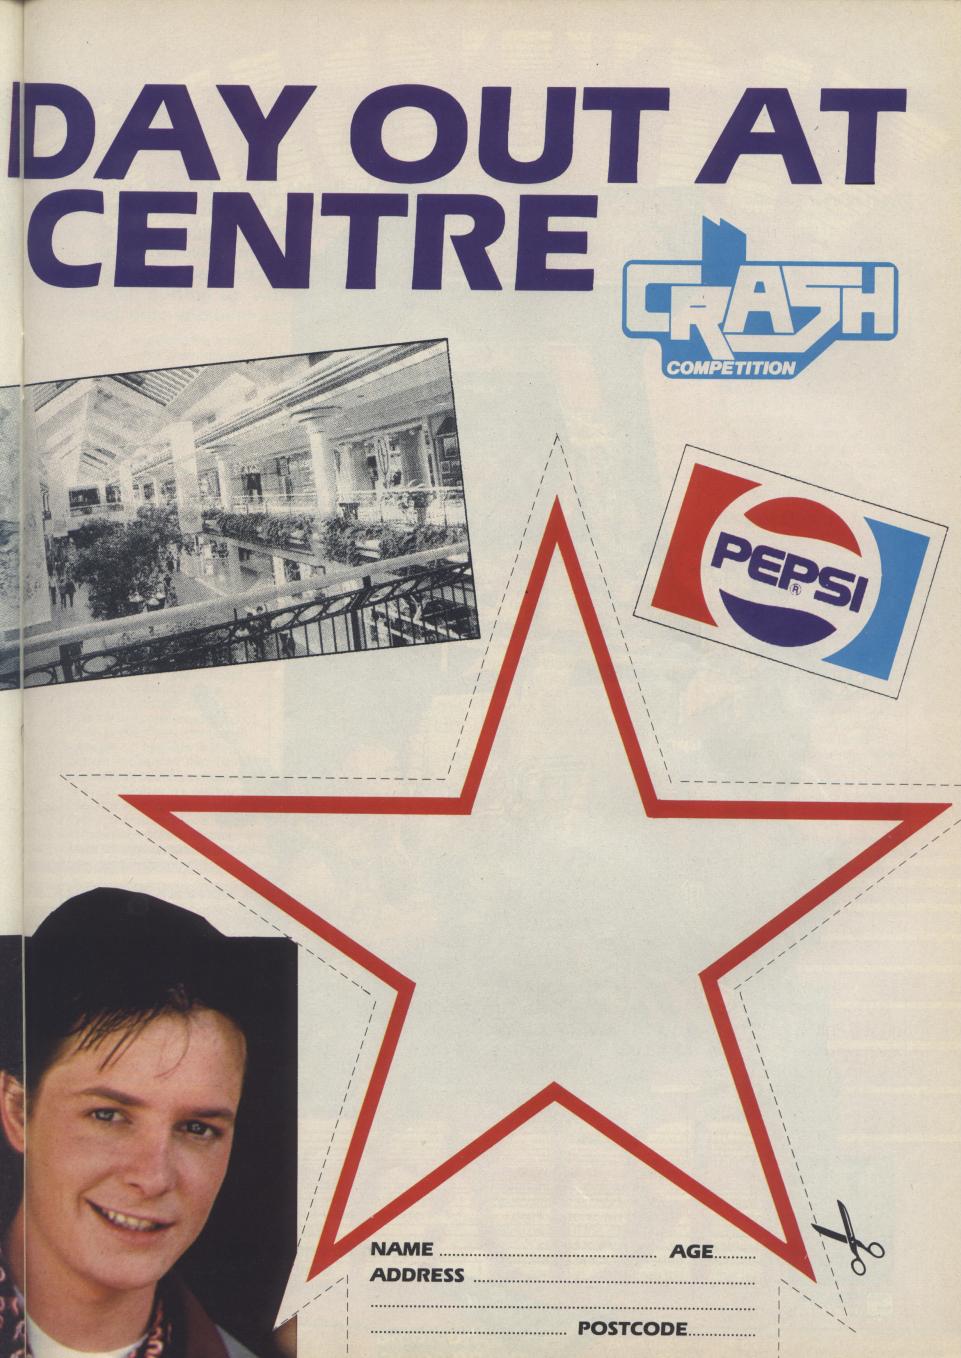 DAY OUT AT
CENTRE
CRASH
COMPETITION
PEPSI
®
NAME ........................................ AGE........
ADDRESS ....................................................
................................................................................
........................................ POSTCODE.............